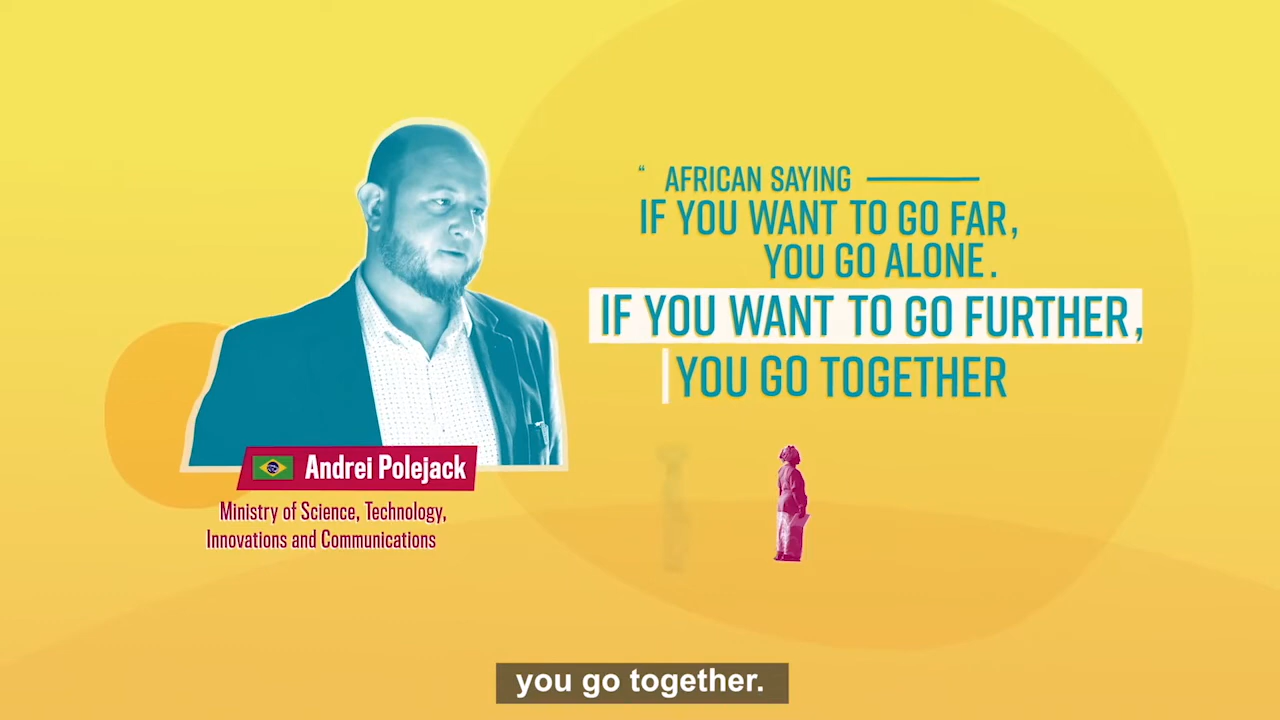 “ AFRICAN SAYING
IF YOU WANT TO GO FAR,
YOU GO ALONE.
IF YOU WANT TO GO FURTHER,
YOU GO TOGETHER
Andrei Polejack
Ministry of Science, Technology,
Innovations and Communications
you go together.